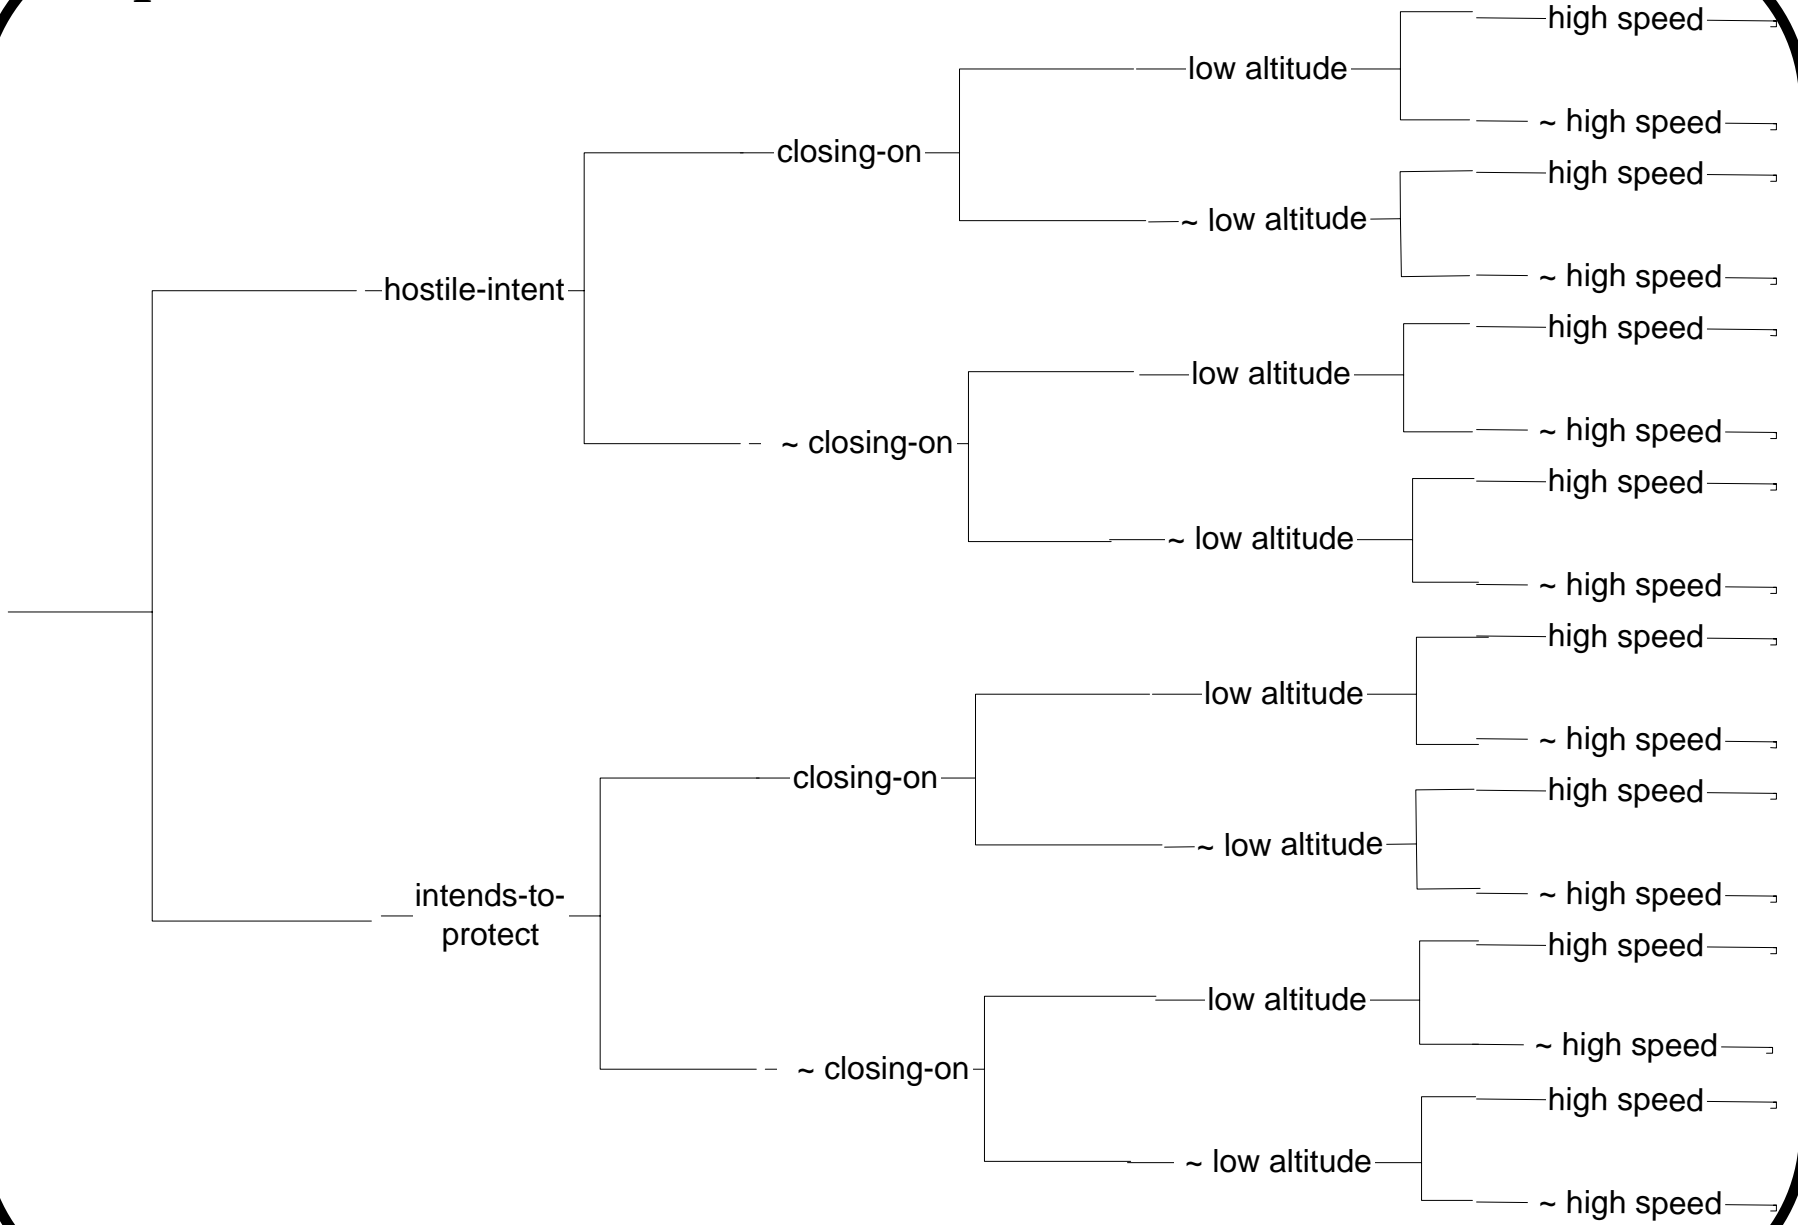 high speed
low altitude
~ high speed
closing-on
high speed
~ low altitude
~ high speed
hostile-intent
high speed
low altitude
~ high speed
~ closing-on
high speed
~ low altitude
~ high speed
high speed
low altitude
~ high speed
closing-on
high speed
~ low altitude
~ high speed
intends-to-
protect
high speed
low altitude
~ high speed
~ closing-on
high speed
~ low altitude
~ high speed